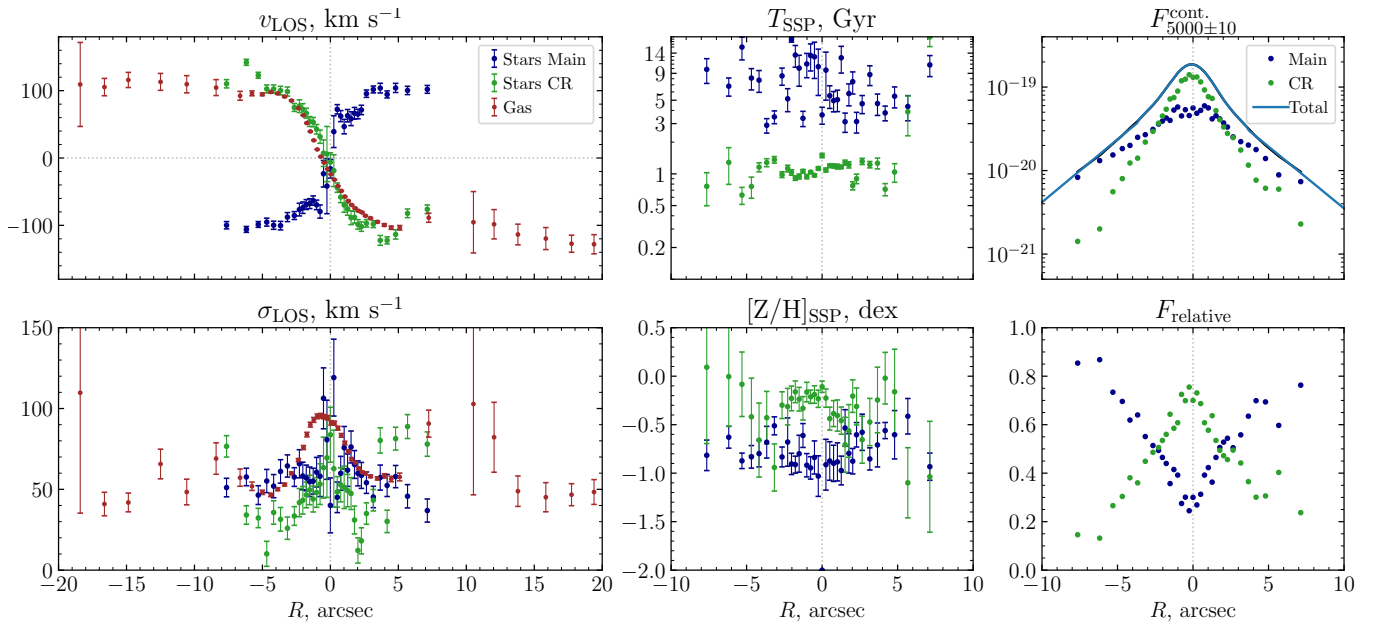 v_LOS, km s⁻¹
T_SSP, Gyr
F^cont._5000±10
100
0
−100
Stars Main
Stars CR
Gas
14
9
5
3
1
0.5
0.2
10⁻¹⁹
10⁻²⁰
10⁻²¹
Main
CR
Total
σ_LOS, km s⁻¹
[Z/H]_SSP, dex
F_relative
150
100
50
0
0.5
0.0
−0.5
−1.0
−1.5
−2.0
1.0
0.8
0.6
0.4
0.2
0.0
−20 −15 −10 −5 0 5 10 15 20
−10 −5 0 5 10
−10 −5 0 5 10
R, arcsec
R, arcsec
R, arcsec